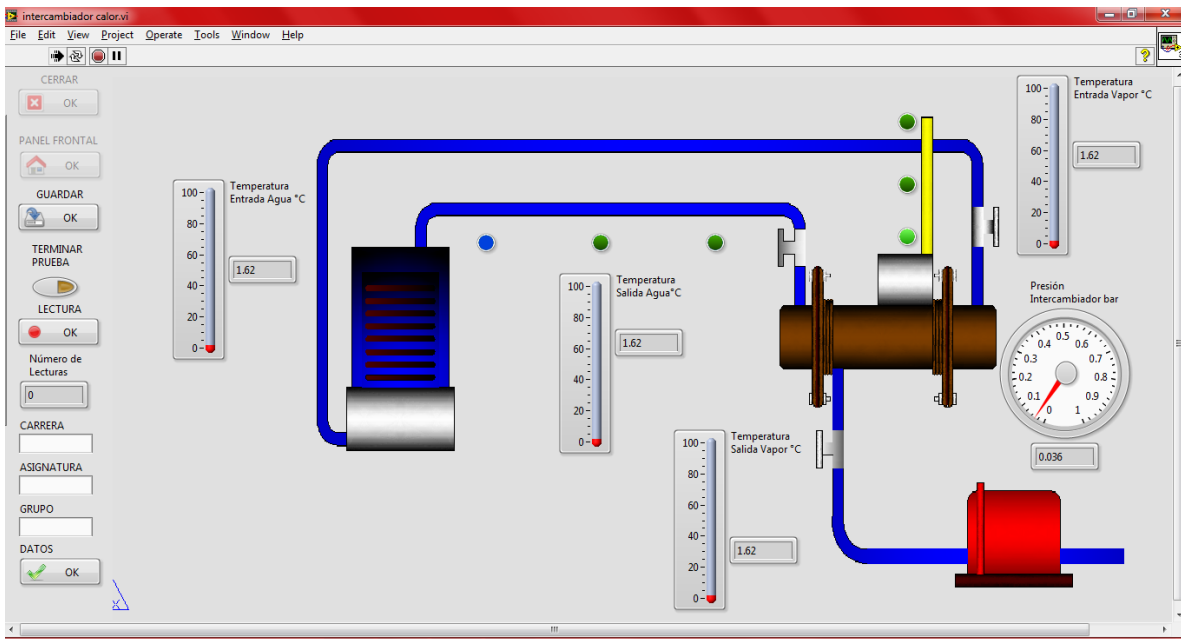 intercambiador calor.vi
File Edit View Project Operate Tools Window Help
CERRAR
OK
PANEL FRONTAL
OK
GUARDAR
OK
TERMINAR
PRUEBA
LECTURA
OK
Número de
Lecturas
0
CARRERA
ASIGNATURA
GRUPO
DATOS
OK
Temperatura
Entrada Agua °C
100
80
60
40
20
0
1.62
Temperatura
Salida Agua°C
100
80
60
40
20
0
1.62
Temperatura
Salida Vapor °C
100
80
60
40
20
0
1.62
Temperatura
Entrada Vapor °C
100
80
60
40
20
0
1.62
Presión
Intercambiador bar
0
0.1
0.2
0.3
0.4
0.5
0.6
0.7
0.8
0.9
1
0.036